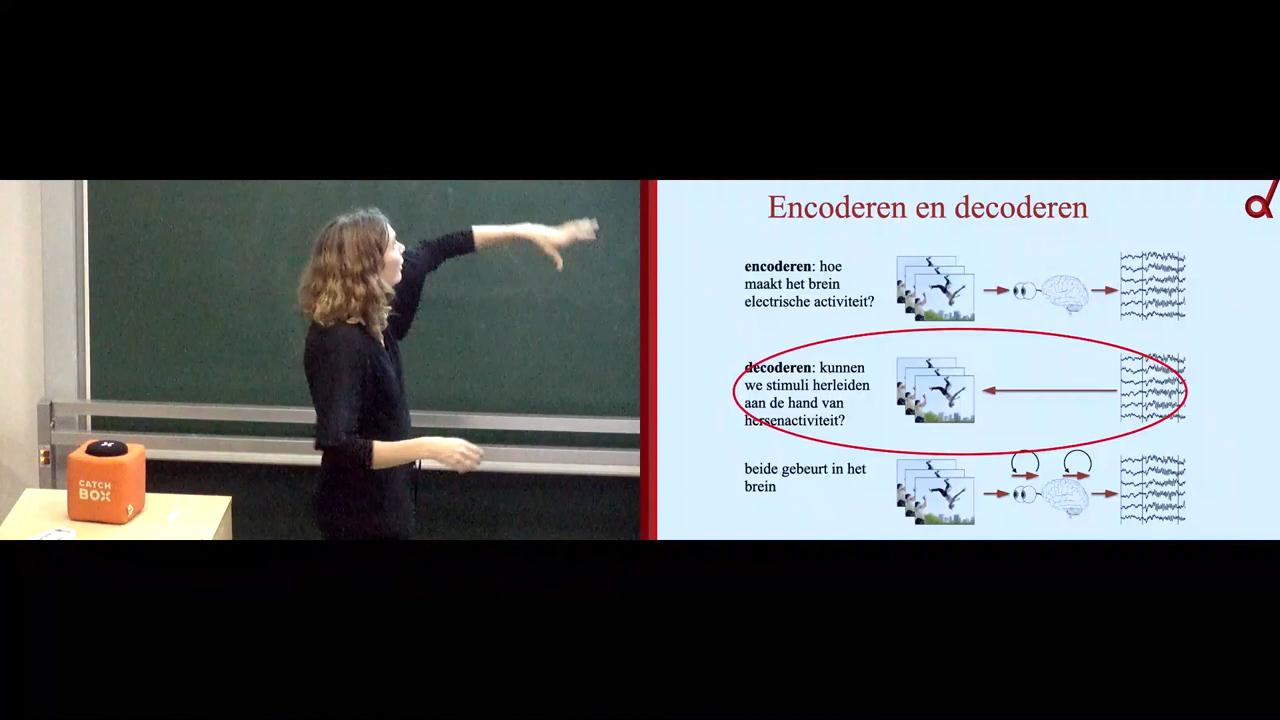 Encoderen en decoderen
encoderen: hoe
maakt het brein
electrische activiteit?
decoderen: kunnen
we stimuli herleiden
aan de hand van
hersenactiviteit?
beide gebeurt in het
brein
CATCH
BOX